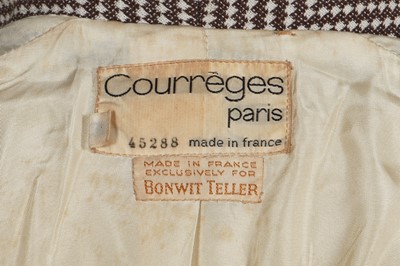 Courrèges
paris
45288 made in france
MADE IN FRANCE
EXCLUSIVELY FOR
BONWIT TELLER